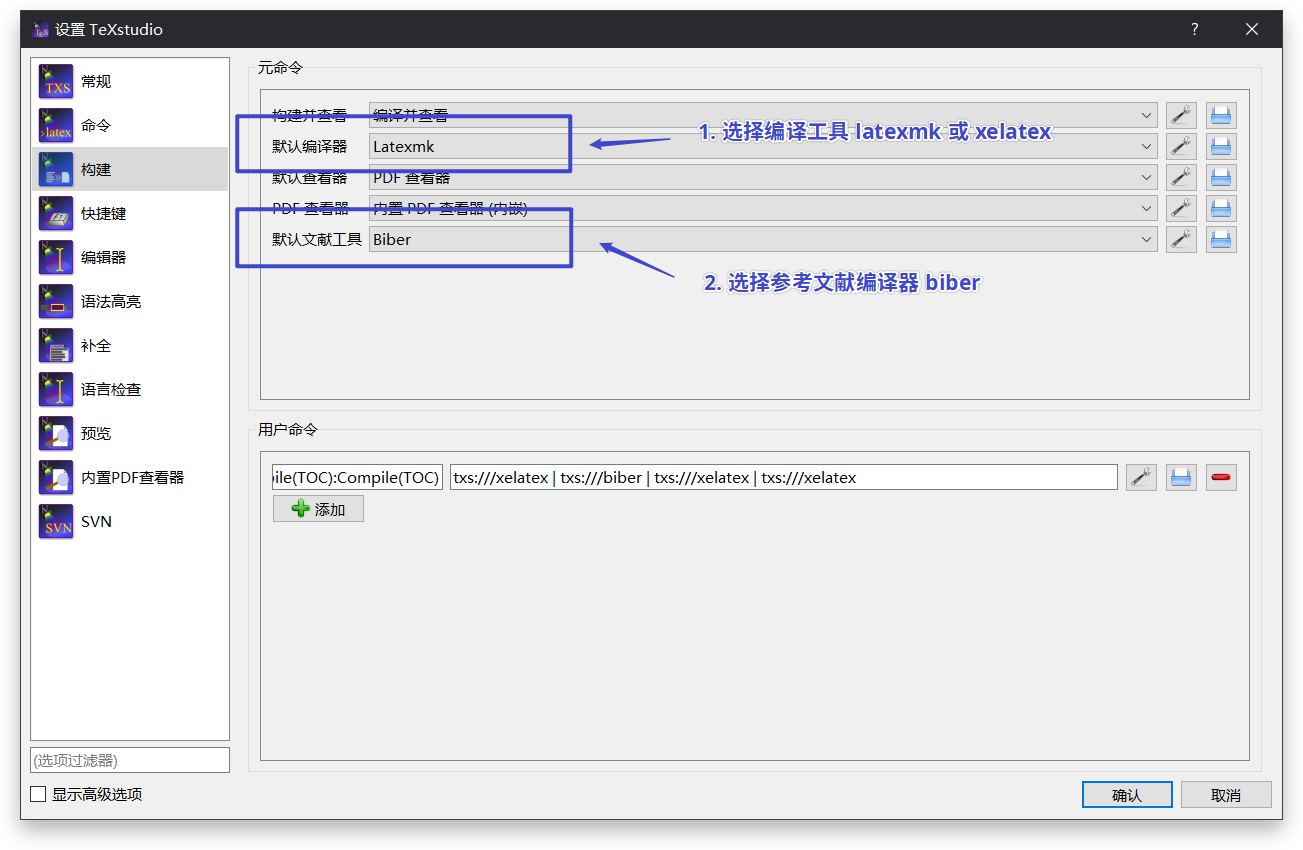 设置 TeXstudio
?
TXS 常规
›latex 命令
构建
快捷键
编辑器
语法高亮
补全
语言检查
预览
内置PDF查看器
SVN SVN
(选项过滤器)
显示高级选项
元命令
构建并查看 编译并查看
默认编译器 Latexmk
1. 选择编译工具 latexmk 或 xelatex
默认查看器 PDF 查看器
PDF 查看器 内置 PDF 查看器 (内嵌)
默认文献工具 Biber
2. 选择参考文献编译器 biber
用户命令
ile(TOC):Compile(TOC) txs:///xelatex | txs:///biber | txs:///xelatex | txs:///xelatex
添加
确认 取消